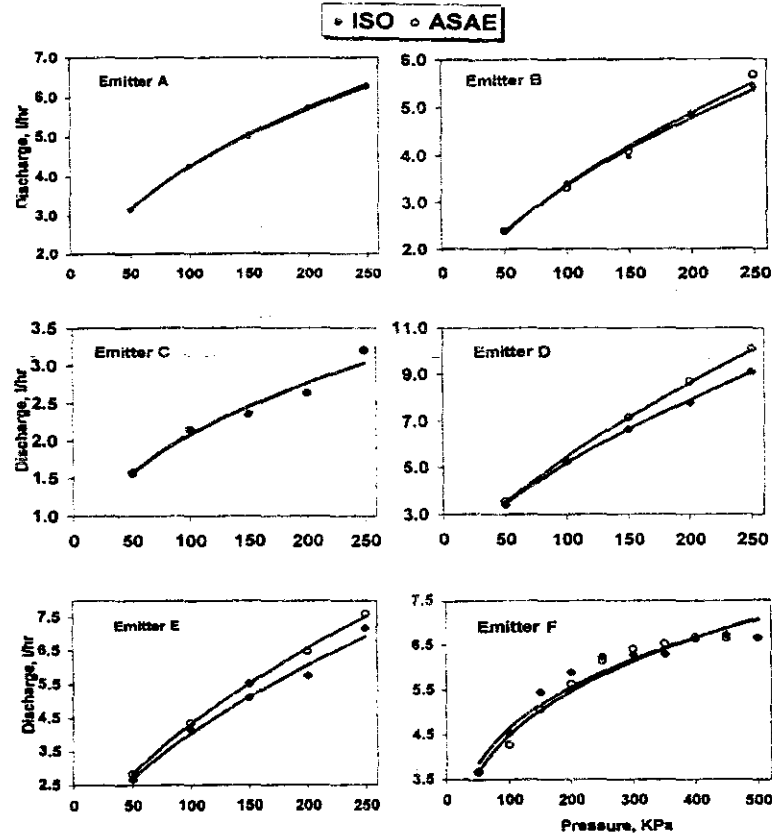 ISO ASAE
Emitter A
Discharge, l/hr
7.0
6.0
5.0
4.0
3.0
2.0
0 50 100 150 200 250
Emitter B
6.0
5.0
4.0
3.0
2.0
0 50 100 150 200 250
Emitter C
Discharge, l/hr
3.5
3.0
2.5
2.0
1.5
1.0
0 50 100 150 200 250
Emitter D
11.0
9.0
7.0
5.0
3.0
0 50 100 150 200 250
Emitter E
Discharge, l/hr
7.5
6.5
5.5
4.5
3.5
2.5
0 50 100 150 200 250
Emitter F
7.5
6.5
5.5
4.5
3.5
0 100 200 300 400 500
Pressure, KPa